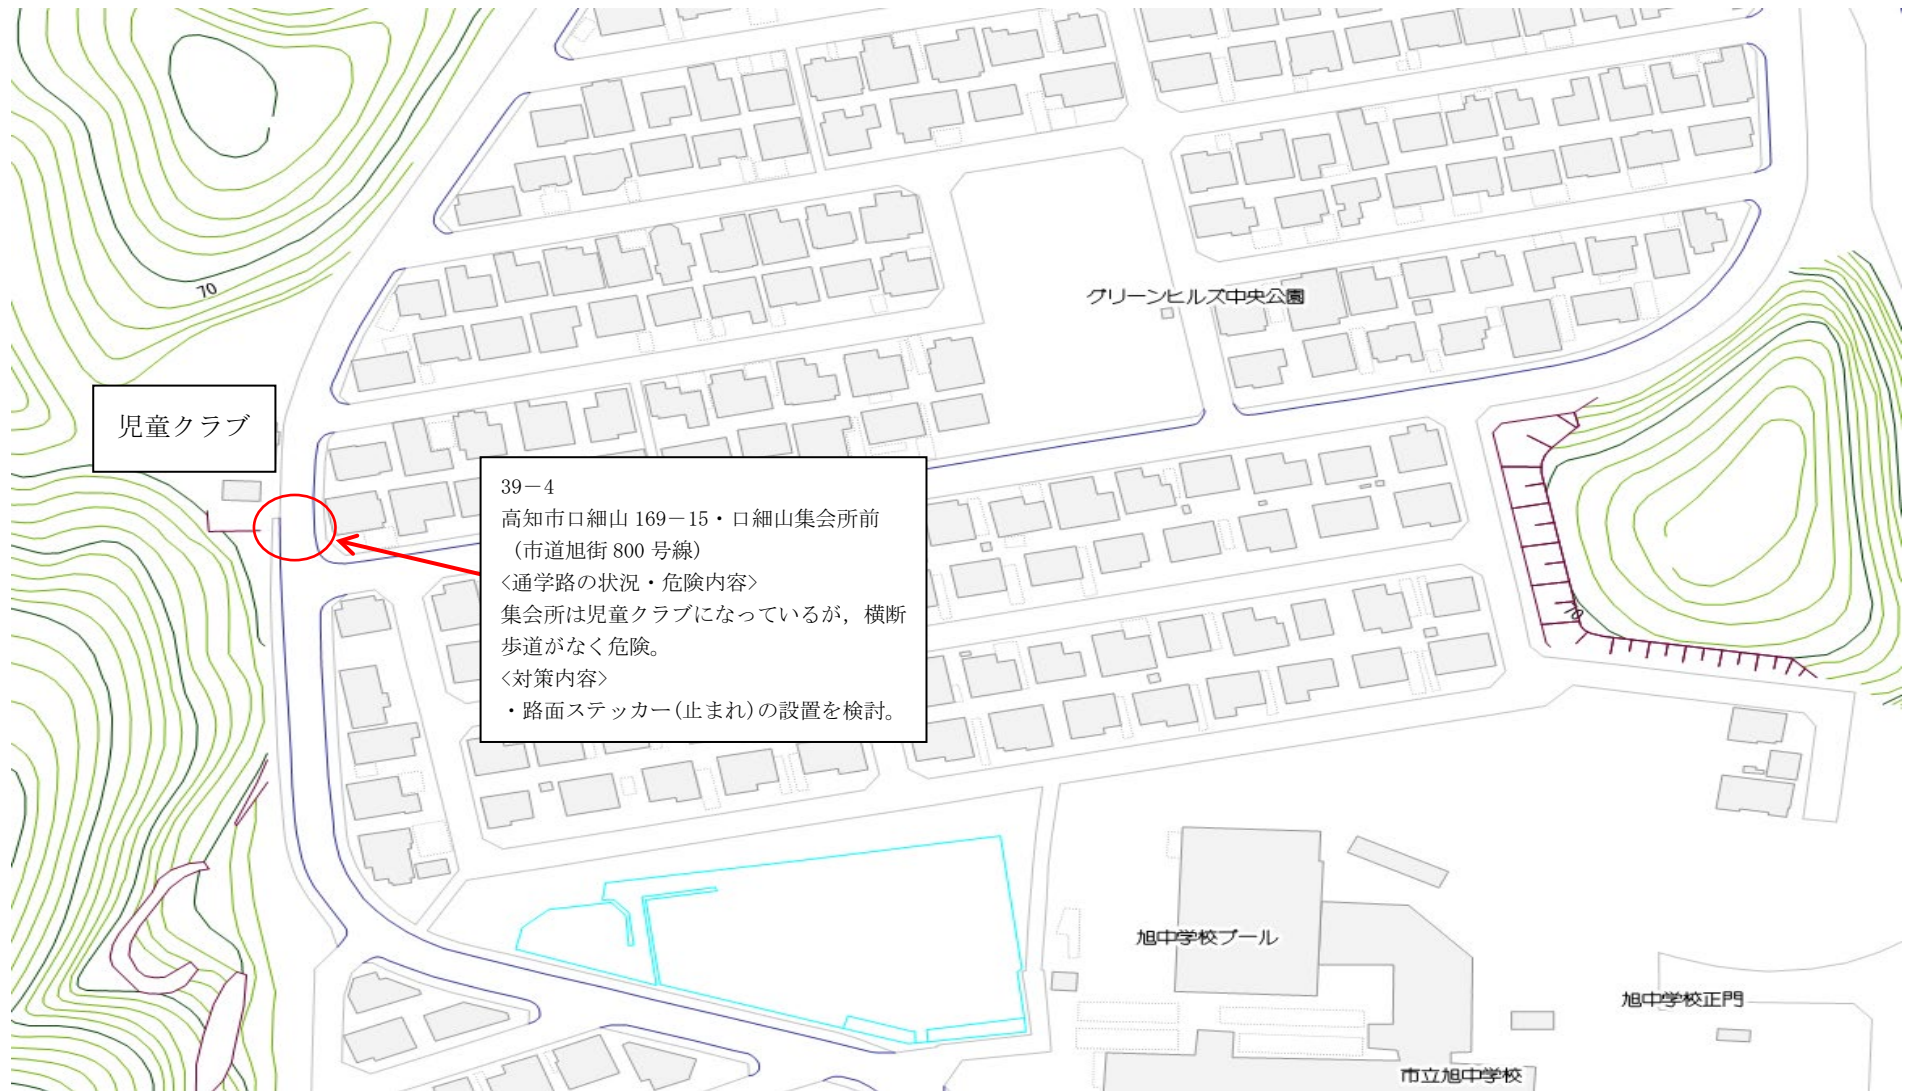 70
グリーンヒルズ中央公園
児童クラブ
39－4
高知市口細山 169－15・口細山集会所前
（市道旭街 800 号線）
<通学路の状況・危険内容>
集会所は児童クラブになっているが，横断
歩道がなく危険。
<対策内容>
・路面ステッカー(止まれ)の設置を検討。
70
旭中学校プール
旭中学校正門
市立旭中学校